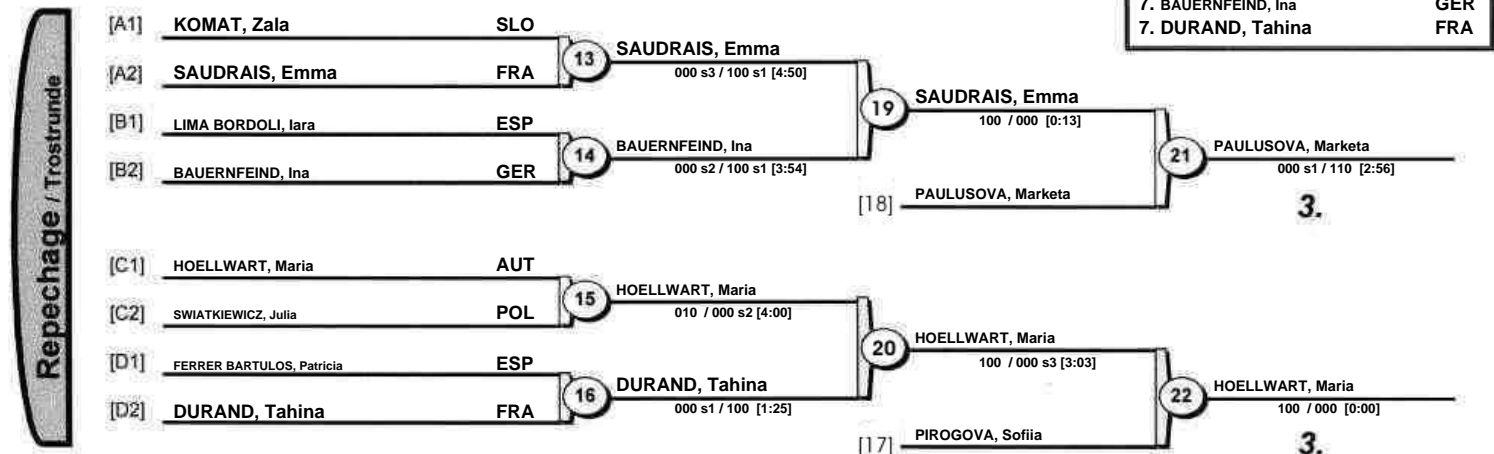 7. BAUERNFEIND, Ina GER
7. DURAND, Tahina FRA
Repechage / Trostrunde
[A1] KOMAT, Zala SLO
[A2] SAUDRAIS, Emma FRA
13
SAUDRAIS, Emma
000 s3 / 100 s1 [4:50]
[B1] LIMA BORDOLI, Iara ESP
[B2] BAUERNFEIND, Ina GER
14
BAUERNFEIND, Ina
000 s2 / 100 s1 [3:54]
19
SAUDRAIS, Emma
100 / 000 [0:13]
[18] PAULUSOVA, Marketa
21
PAULUSOVA, Marketa
000 s1 / 110 [2:56]
3.
[C1] HOELLWART, Maria AUT
[C2] SWIATKIEWICZ, Julia POL
15
HOELLWART, Maria
010 / 000 s2 [4:00]
[D1] FERRER BARTULOS, Patricia ESP
[D2] DURAND, Tahina FRA
16
DURAND, Tahina
000 s1 / 100 [1:25]
20
HOELLWART, Maria
100 / 000 s3 [3:03]
[17] PIROGOVA, Sofiia
22
HOELLWART, Maria
100 / 000 [0:00]
3.